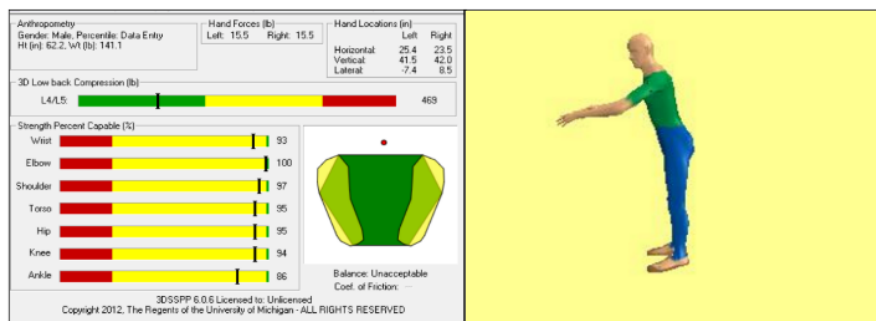 Anthropometry
Gender: Male, Percentile: Data Entry
Ht (in): 62.2, Wt (lb): 141.1
Hand Forces (lb)
Left: 15.5 Right: 15.5
Hand Locations (in)
Left Right
Horizontal: 25.4 23.5
Vertical: 41.5 42.0
Lateral: -7.4 8.5
3D Low back Compression (lb)
L4/L5: 469
Strength Percent Capable (%)
Wrist 93
Elbow 100
Shoulder 97
Torso 95
Hip 95
Knee 94
Ankle 86
Balance: Unacceptable
Coef. of Friction: --
3DSSPP 6.0.6 Licensed to: Unlicensed
Copyright 2012, The Regents of the University of Michigan - ALL RIGHTS RESERVED